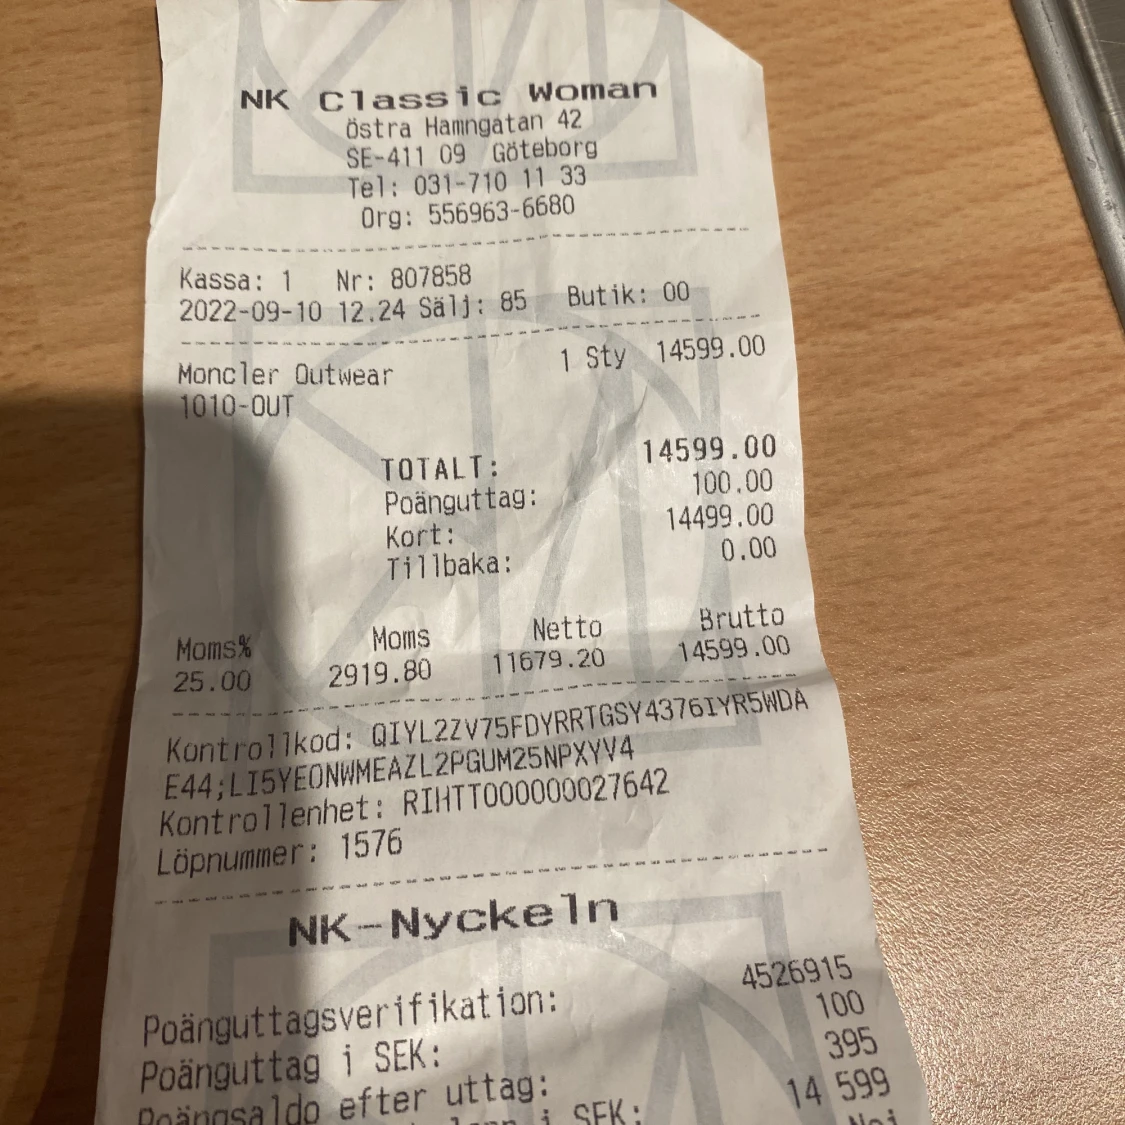 NK Classic Woman
Östra Hamngatan 42
SE-411 09 Göteborg
Tel: 031-710 11 33
Org: 556963-6680
Kassa: 1 Nr: 807858
2022-09-10 12.24 Sälj: 85 Butik: 00
Moncler Outwear 1 Sty 14599.00
1010-OUT
TOTALT: 14599.00
Poänguttag: 100.00
Kort: 14499.00
Tillbaka: 0.00
Moms% Moms Netto Brutto
25.00 2919.80 11679.20 14599.00
Kontrollkod: QIYL2ZV75FDYRRTGSY4376IYR5WDA
E44;LI5YEONWMEAZL2PGUM25NPXYV4
Kontrollenhet: RIHTT000000027642
Löpnummer: 1576
NK-Nyckeln
Poänguttagsverifikation: 4526915
Poänguttag i SEK: 100
Poängsaldo efter uttag: 395
i SEK: 14 599
Nej